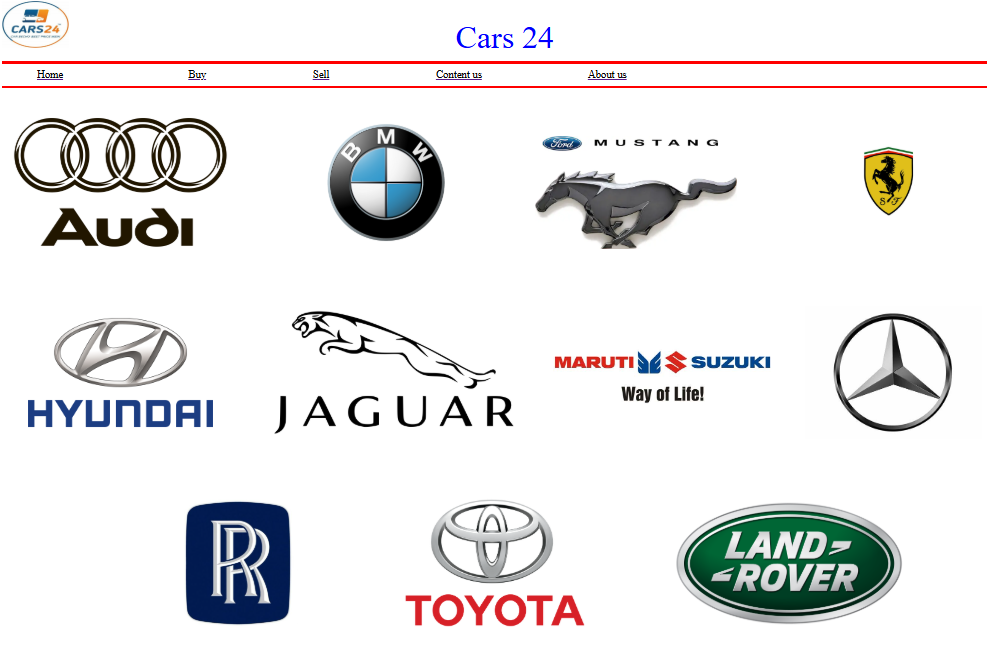 CARS24
Cars 24
Home Buy Sell Content us About us
Audi
BMW
Ford MUSTANG
S F
HYUNDAI
JAGUAR
MARUTI SUZUKI
Way of Life!
RR
TOYOTA
LAND-
-ROVER